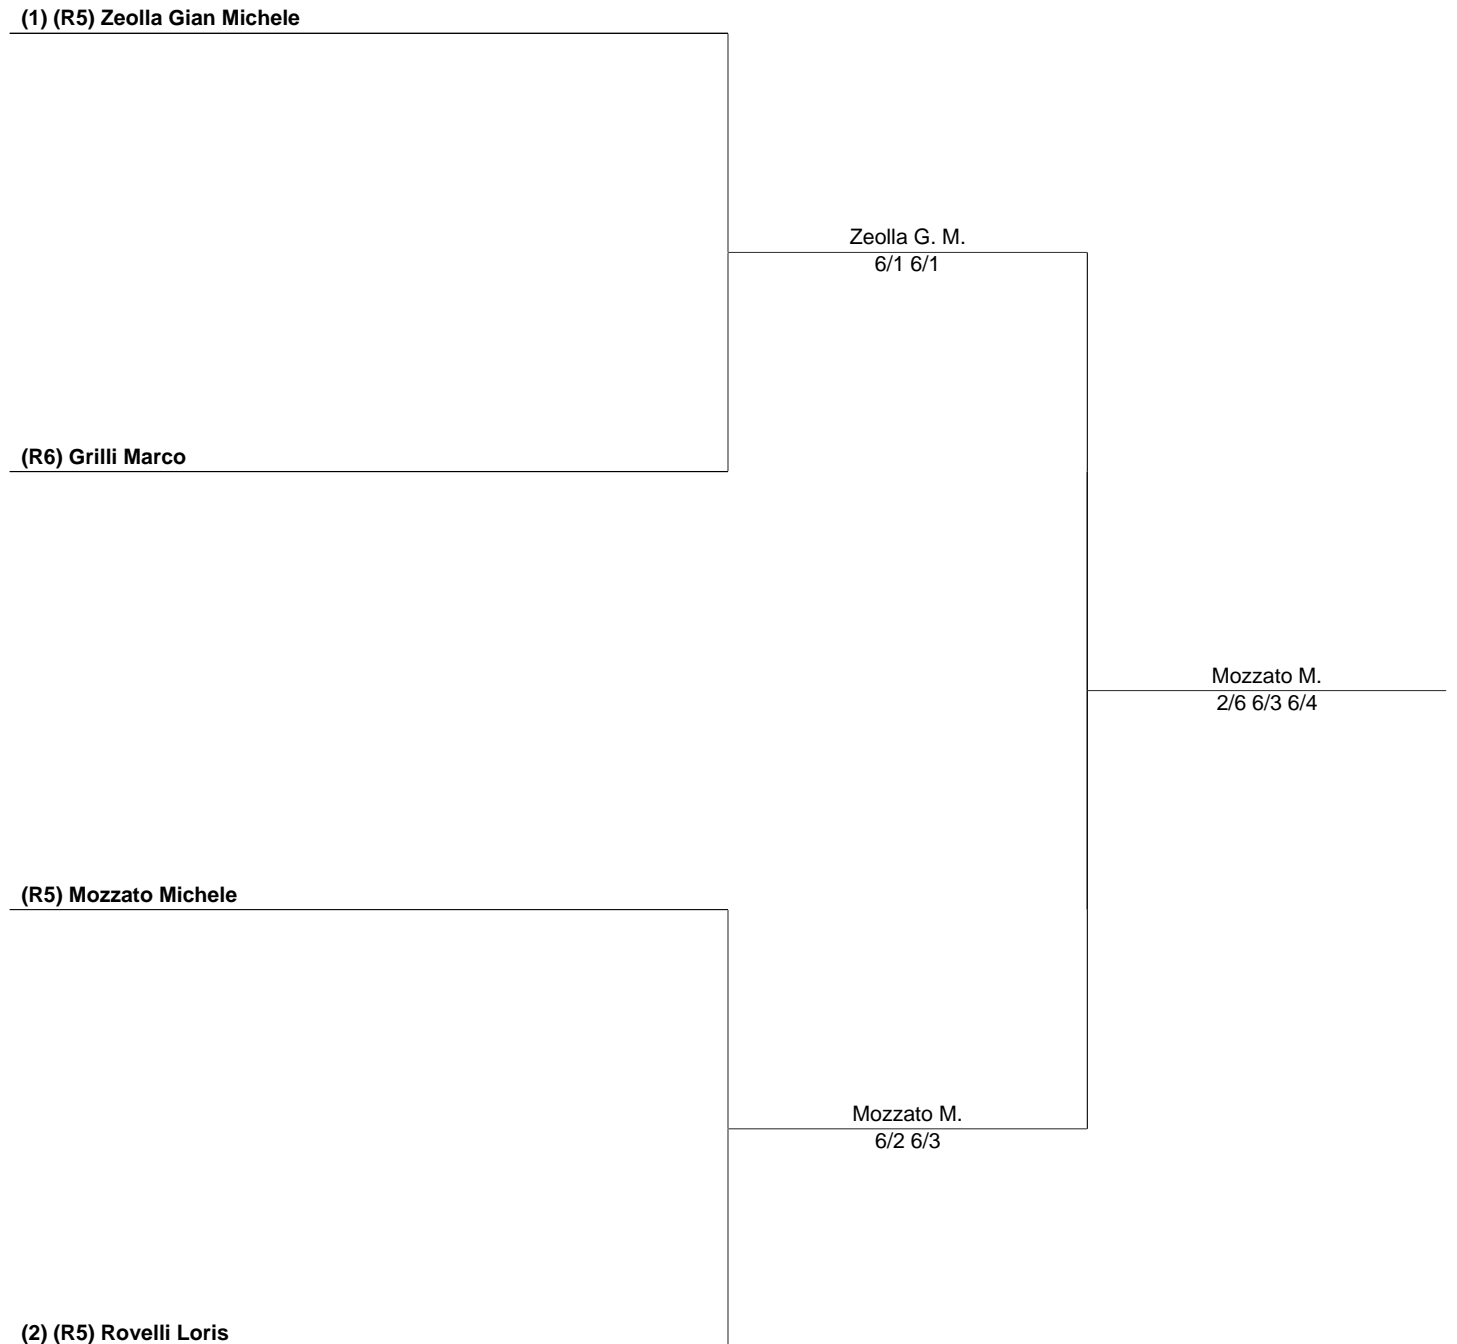 (1) (R5) Zeolla Gian Michele
Zeolla G. M.
6/1 6/1
(R6) Grilli Marco
Mozzato M.
2/6 6/3 6/4
(R5) Mozzato Michele
Mozzato M.
6/2 6/3
(2) (R5) Rovelli Loris